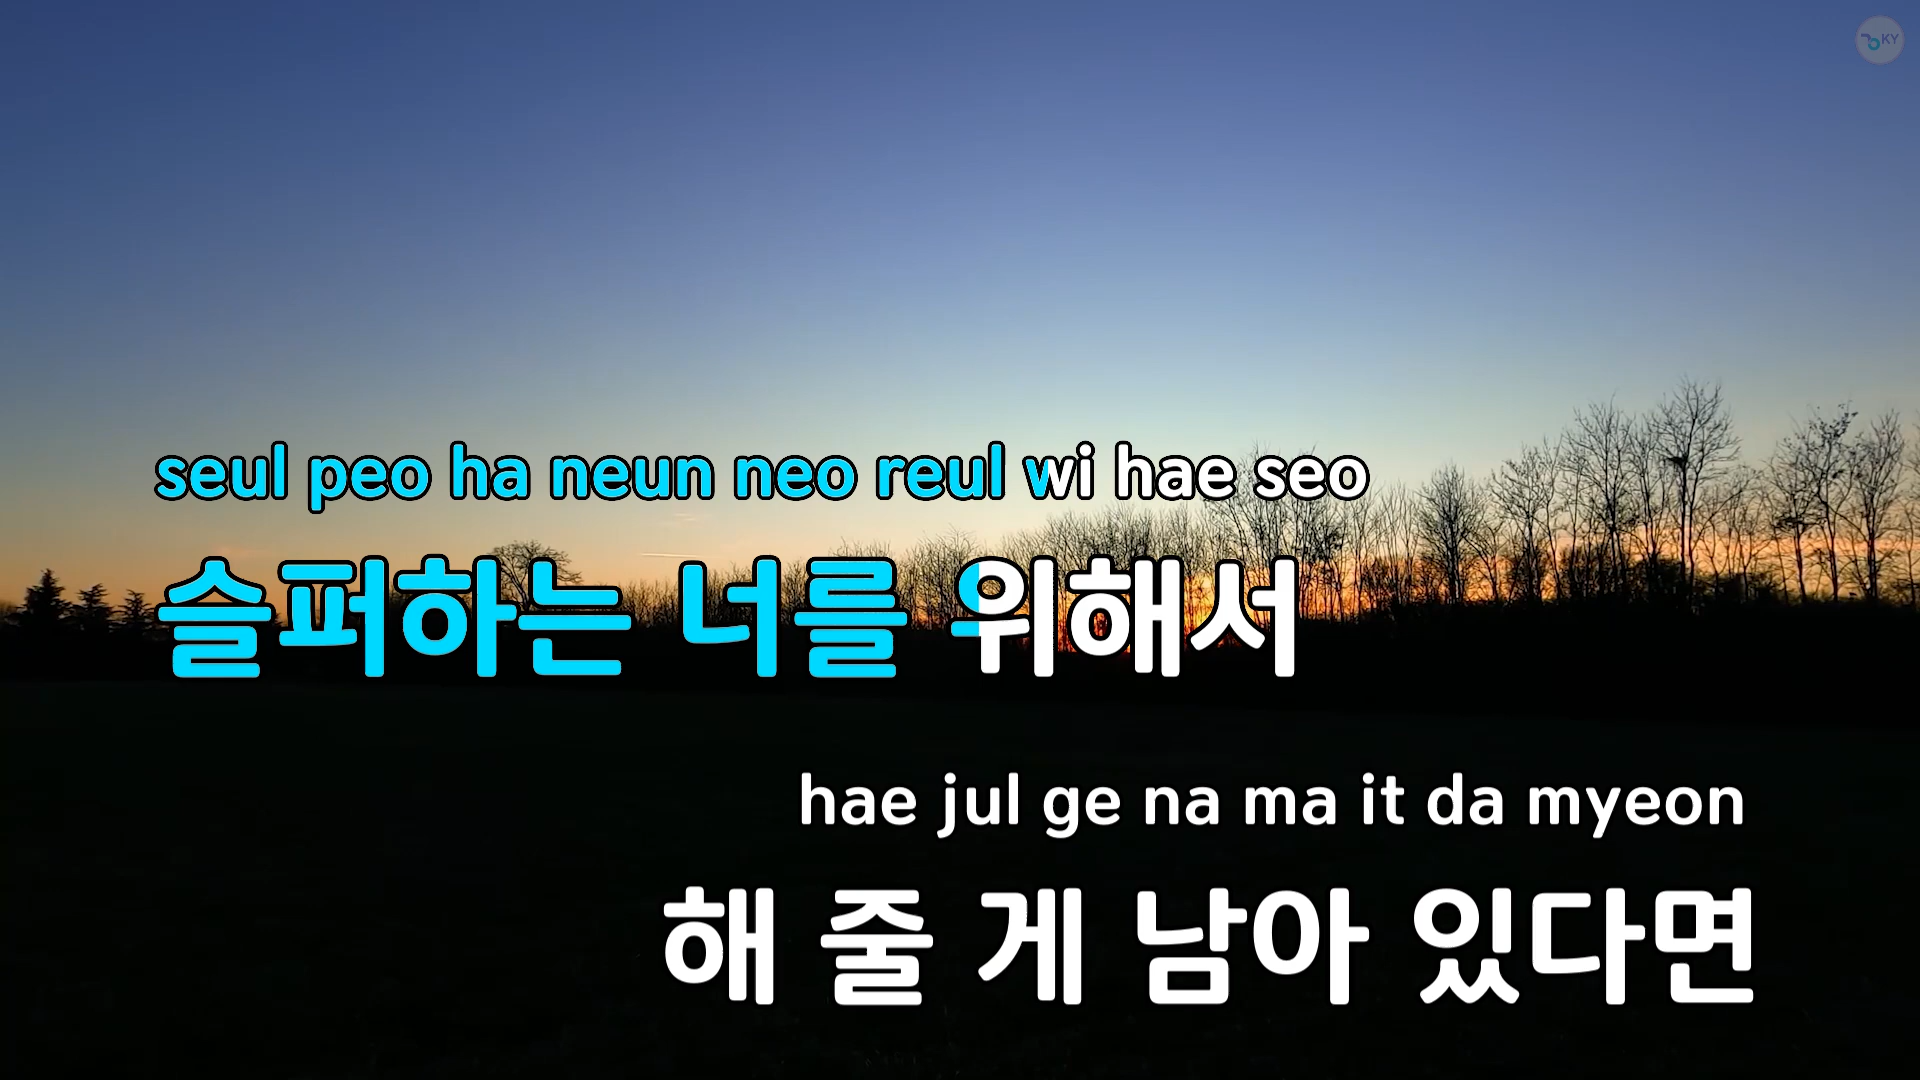 KY
seul peo ha neun neo reul wi hae seo
슬퍼하는 너를 위해서
hae jul ge na ma it da myeon
해 줄 게 남아 있다면